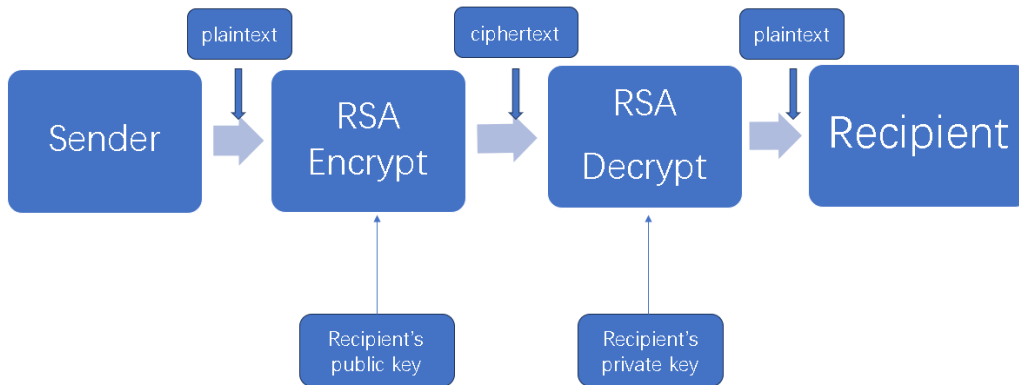 plaintext
ciphertext
plaintext
Sender
RSA
Encrypt
RSA
Decrypt
Recipient
Recipient's
public key
Recipient's
private key